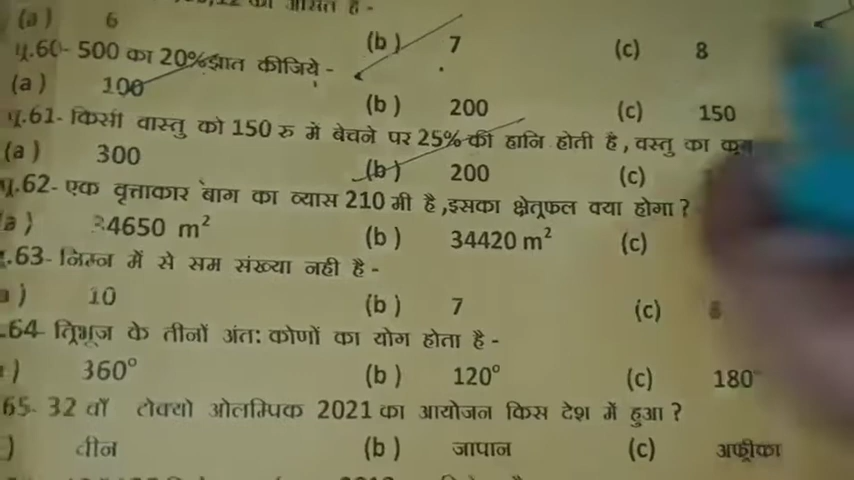 का औसत है -
(a) 6 (b) 7 (c) 8
प्र.60- 500 का 20% ज्ञात कीजिये -
(a) 100 (b) 200 (c) 150
प्र.61- किसी वास्तु को 150 रु में बेचने पर 25% की हानि होती है, वस्तु का
(a) 300 (b) 200 (c)
प्र.62- एक वृत्ताकार बाग का व्यास 210 मी है, इसका क्षेत्रफल क्या होगा ?
a) 34650 m² (b) 34420 m² (c)
.63- निम्न में से सम संख्या नही है -
a) 10 (b) 7 (c)
.64- त्रिभूज के तीनों अंत: कोणों का योग होता है -
) 360° (b) 120° (c) 180°
65- 32 वॉ टोक्यो ओलम्पिक 2021 का आयोजन किस देश में हुआ ?
) चीन (b) जापान (c) अफ्रीका